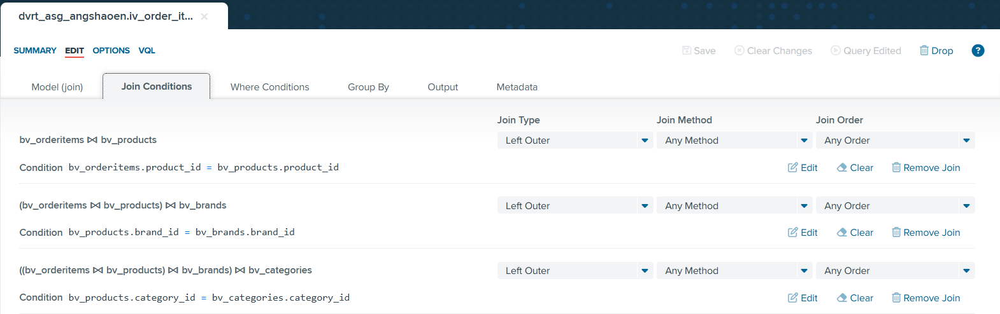 dvrt_asg_angshaoen.iv_order_it...
SUMMARY EDIT OPTIONS VQL Save Clear Changes Query Edited Drop ?
Model (join) Join Conditions Where Conditions Group By Output Metadata
Join Type Join Method Join Order
bv_orderitems ⋈ bv_products Left Outer Any Method Any Order
Condition bv_orderitems.product_id = bv_products.product_id Edit Clear Remove Join
(bv_orderitems ⋈ bv_products) ⋈ bv_brands Left Outer Any Method Any Order
Condition bv_products.brand_id = bv_brands.brand_id Edit Clear Remove Join
((bv_orderitems ⋈ bv_products) ⋈ bv_brands) ⋈ bv_categories Left Outer Any Method Any Order
Condition bv_products.category_id = bv_categories.category_id Edit Clear Remove Join